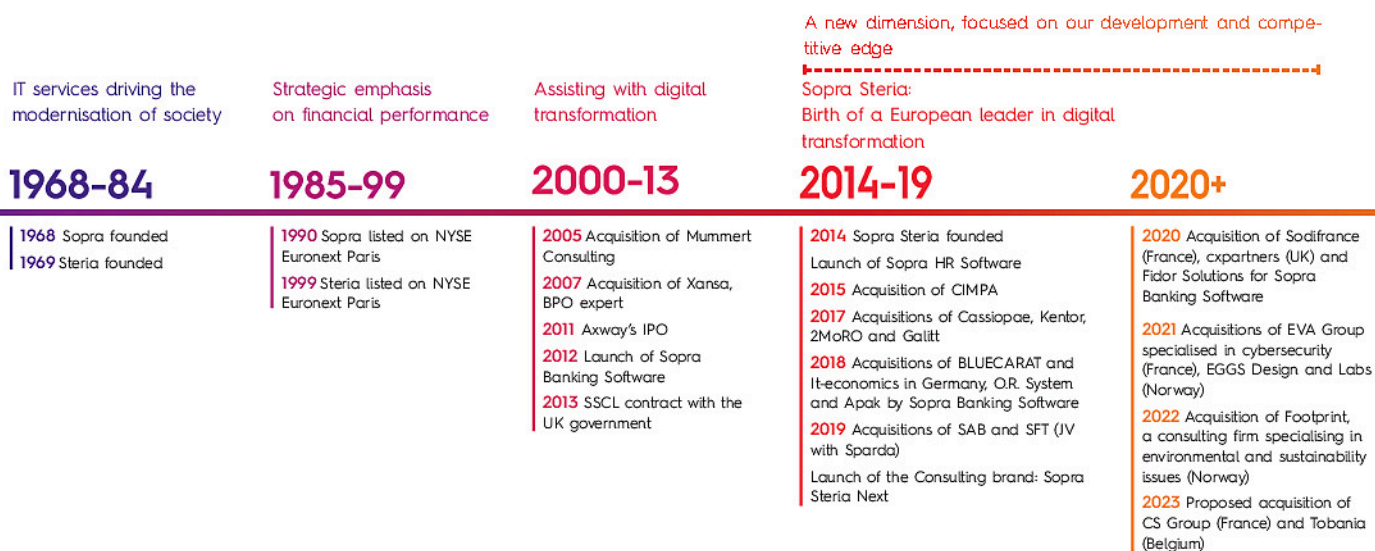 A new dimension, focused on our development and compe-
titive edge
IT services driving the
modernisation of society
1968-84
1968 Sopra founded
1969 Steria founded
Strategic emphasis
on financial performance
1985-99
1990 Sopra listed on NYSE
Euronext Paris
1999 Steria listed on NYSE
Euronext Paris
Assisting with digital
transformation
2000-13
2005 Acquisition of Mummert
Consulting
2007 Acquisition of Xansa,
BPO expert
2011 Axway's IPO
2012 Launch of Sopra
Banking Software
2013 SSCL contract with the
UK government
Sopra Steria:
Birth of a European leader in digital
transformation
2014-19
2014 Sopra Steria founded
Launch of Sopra HR Software
2015 Acquisition of CIMPA
2017 Acquisitions of Cassiopae, Kentor,
2MoRO and Galitt
2018 Acquisitions of BLUECARAT and
It-economics in Germany, O.R. System
and Apak by Sopra Banking Software
2019 Acquisitions of SAB and SFT (JV
with Sparda)
Launch of the Consulting brand: Sopra
Steria Next
2020+
2020 Acquisition of Sodifrance
(France), cxpartners (UK) and
Fidor Solutions for Sopra
Banking Software
2021 Acquisitions of EVA Group
specialised in cybersecurity
(France), EGGS Design and Labs
(Norway)
2022 Acquisition of Footprint,
a consulting firm specialising in
environmental and sustainability
issues (Norway)
2023 Proposed acquisition of
CS Group (France) and Tobania
(Belgium)